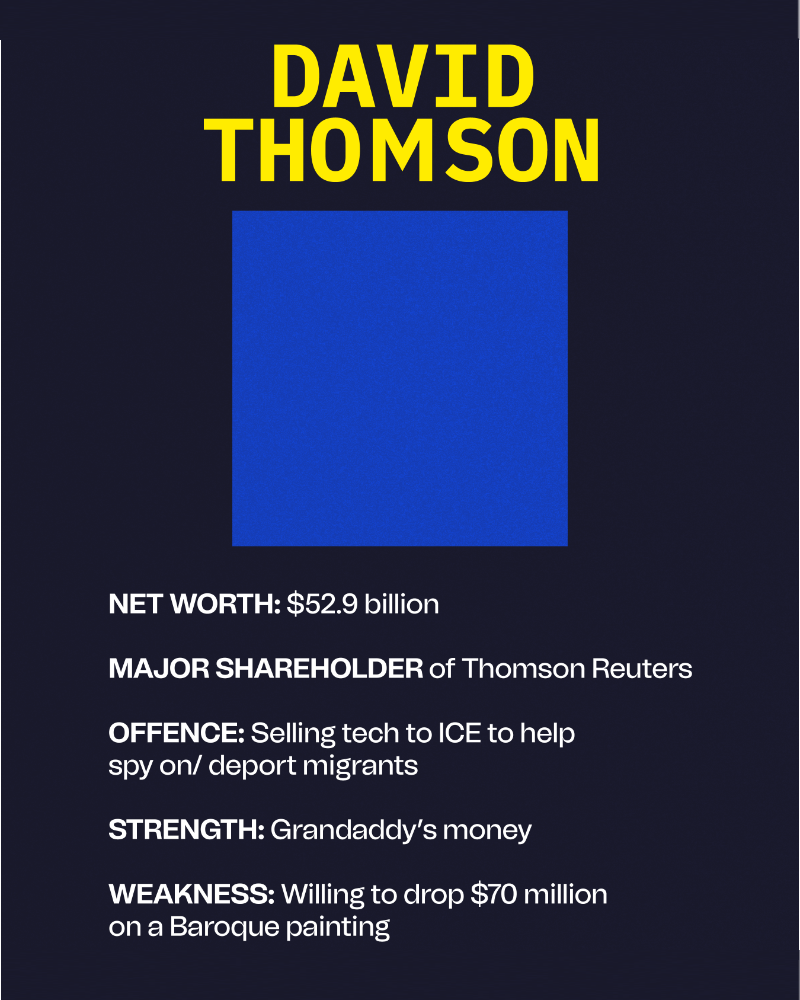 DAVID
THOMSON
NET WORTH: $52.9 billion
MAJOR SHAREHOLDER of Thomson Reuters
OFFENCE: Selling tech to ICE to help
spy on/ deport migrants
STRENGTH: Grandaddy’s money
WEAKNESS: Willing to drop $70 million
on a Baroque painting